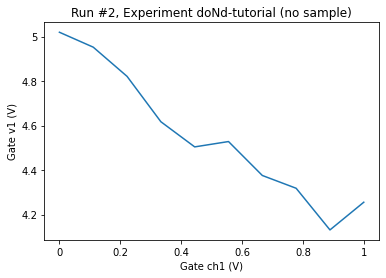 Run #2, Experiment doNd-tutorial (no sample)
5
4.8
4.6
4.4
4.2
Gate v1 (V)
0 0.2 0.4 0.6 0.8 1
Gate ch1 (V)